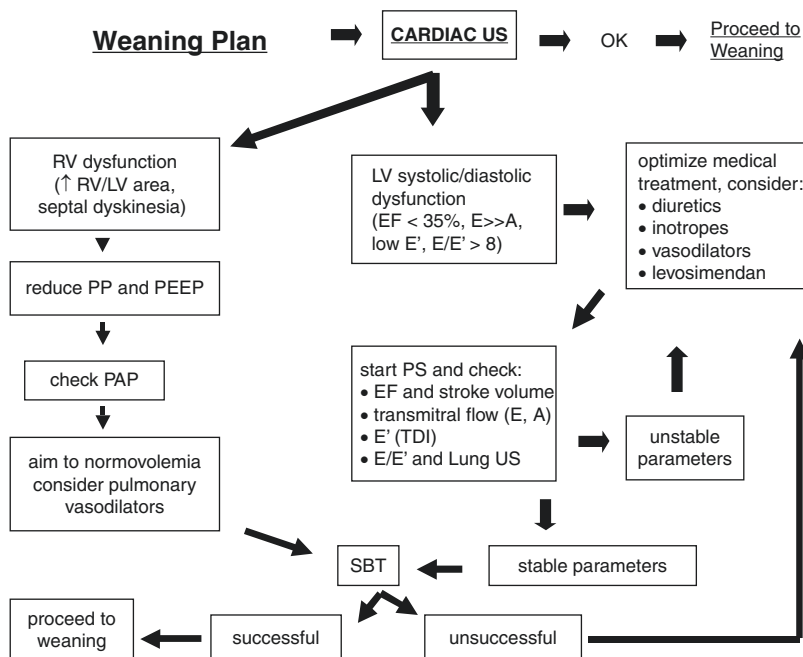 Weaning Plan
CARDIAC US
OK
Proceed to
Weaning
RV dysfunction
(↑ RV/LV area,
septal dyskinesia)
LV systolic/diastolic
dysfunction
(EF < 35%, E>>A,
low E', E/E' > 8)
optimize medical
treatment, consider:
• diuretics
• inotropes
• vasodilators
• levosimendan
reduce PP and PEEP
check PAP
aim to normovolemia
consider pulmonary
vasodilators
start PS and check:
• EF and stroke volume
• transmitral flow (E, A)
• E' (TDI)
• E/E' and Lung US
unstable
parameters
stable parameters
SBT
successful
unsuccessful
proceed to
weaning